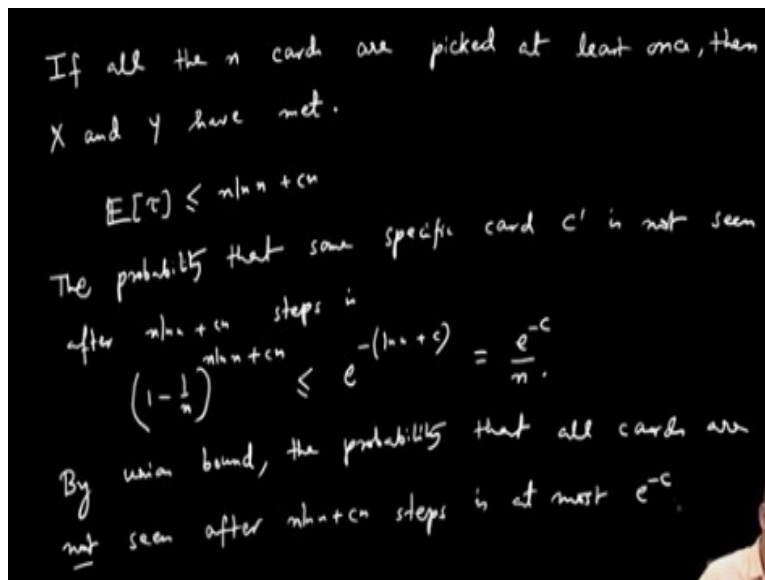 If all the n cards are picked at least once, then
X and Y have met.
E[τ] ≤ n ln n + cn
The probability that some specific card c' is not seen
after n ln n + cn steps is
(1 - 1/n)^(n ln n + cn) ≤ e^(-(ln n + c)) = e^(-c)/n.
By union bound, the probability that all cards are
not seen after n ln n + cn steps is at most e^(-c).